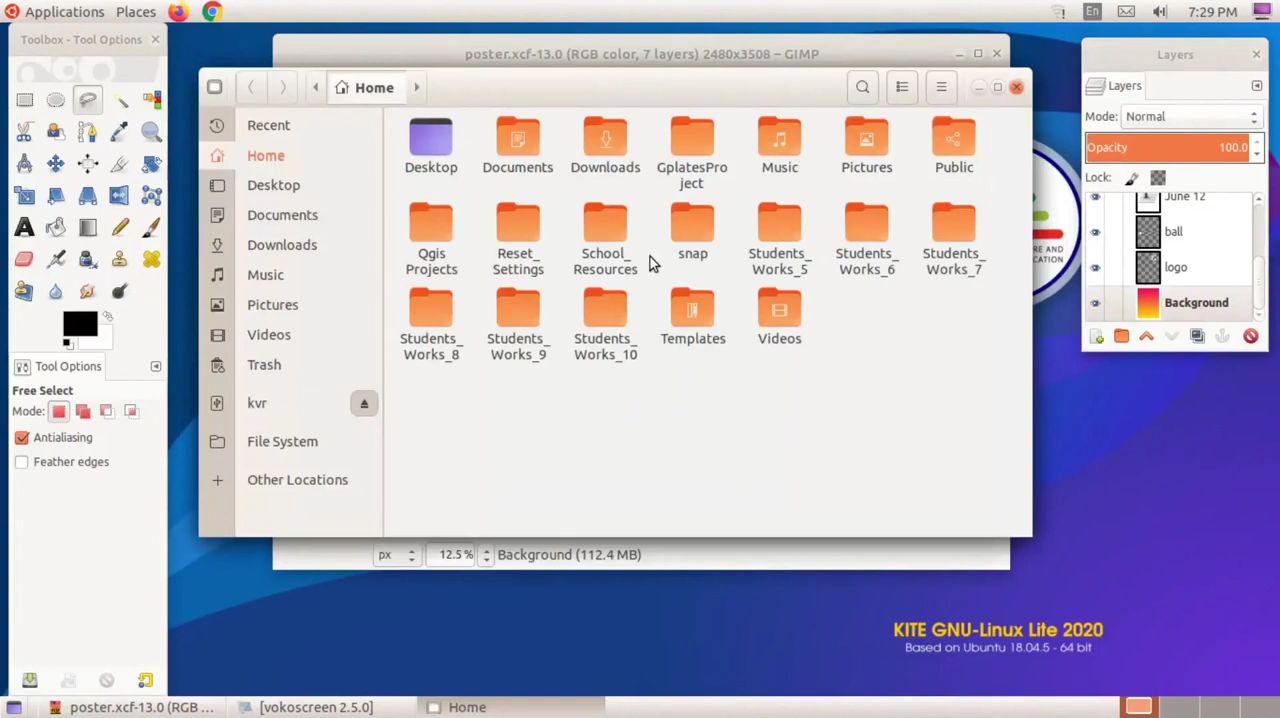 Applications Places
En
7:29 PM
Toolbox - Tool Options
poster.xcf-13.0 (RGB color, 7 layers) 2480x3508 – GIMP
Layers
Home
Layers
Mode: Normal
Opacity 100.0
Lock:
June 12
ball
logo
Background
RE AND
CATION
Recent
Home
Desktop
Documents
Downloads
Music
Pictures
Videos
Trash
kvr
File System
Other Locations
Desktop
Documents
Downloads
GplatesPro
ject
Music
Pictures
Public
Qgis
Projects
Reset_
Settings
School_
Resources
snap
Students_
Works_5
Students_
Works_6
Students_
Works_7
Students_
Works_8
Students_
Works_9
Students_
Works_10
Templates
Videos
Tool Options
Free Select
Mode:
Antialiasing
Feather edges
px 12.5% Background (112.4 MB)
KITE GNU-Linux Lite 2020
Based on Ubuntu 18.04.5 - 64 bit
poster.xcf-13.0 (RGB ...
[vokoscreen 2.5.0]
Home